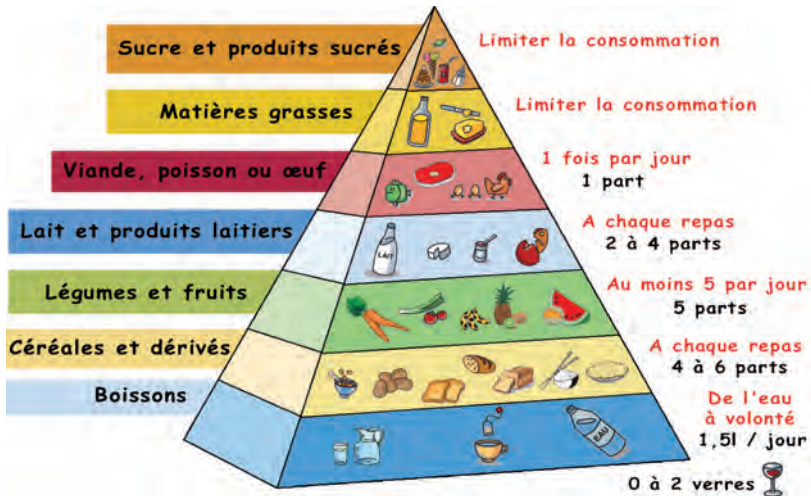 Sucre et produits sucrés
Limiter la consommation
Matières grasses
Limiter la consommation
Viande, poisson ou œuf
1 fois par jour
1 part
Lait et produits laitiers
A chaque repas
2 à 4 parts
LAIT
Légumes et fruits
Au moins 5 par jour
5 parts
Céréales et dérivés
A chaque repas
4 à 6 parts
Boissons
De l'eau
à volonté
1,5l / jour
EAU
0 à 2 verres